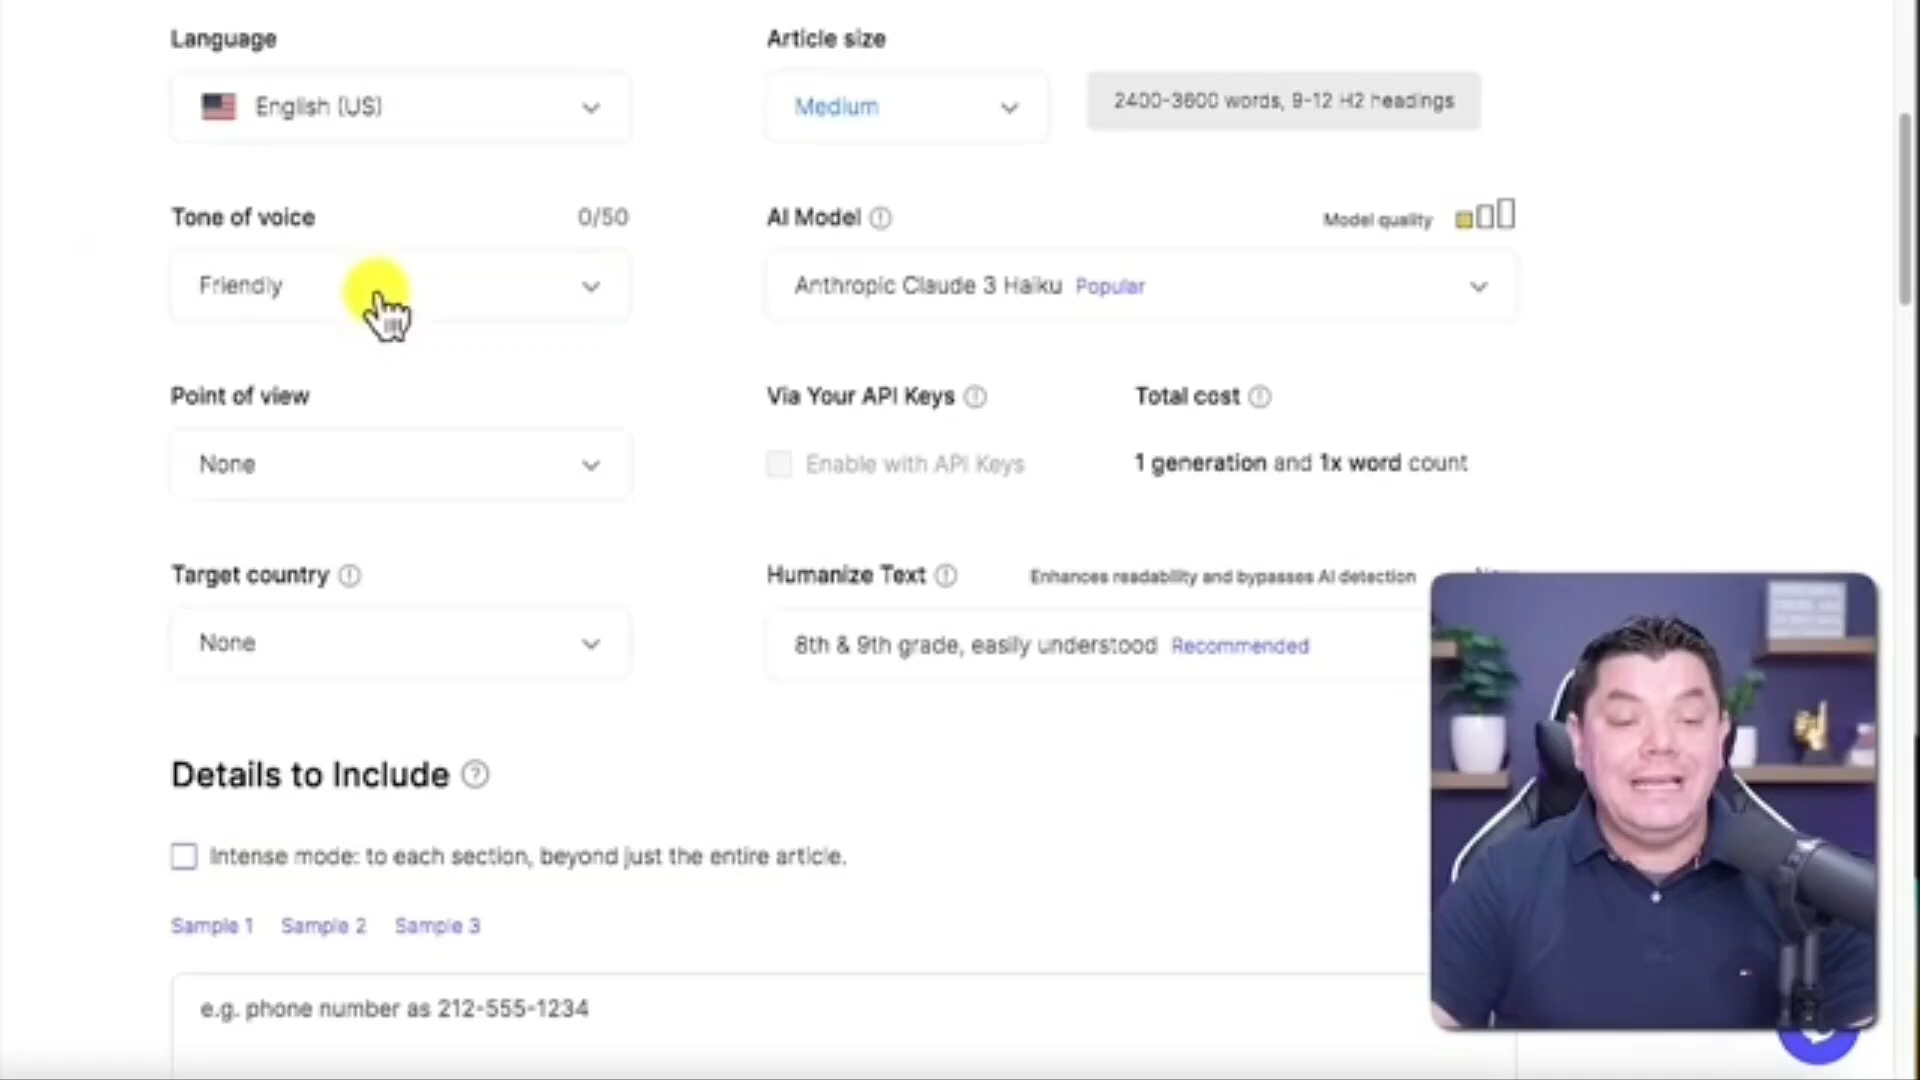 Language
Article size
English (US)
Medium
2400-3600 words, 9-12 H2 headings
Tone of voice
0/50
AI Model
Model quality
Friendly
Anthropic Claude 3 Haiku Popular
Point of view
Via Your API Keys
Total cost
None
Enable with API Keys
1 generation and 1x word count
Target country
Humanize Text
Enhances readability and bypasses AI detection
None
8th & 9th grade, easily understood Recommended
Details to Include
Intense mode: to each section, beyond just the entire article.
Sample 1 Sample 2 Sample 3
e.g. phone number as 212-555-1234